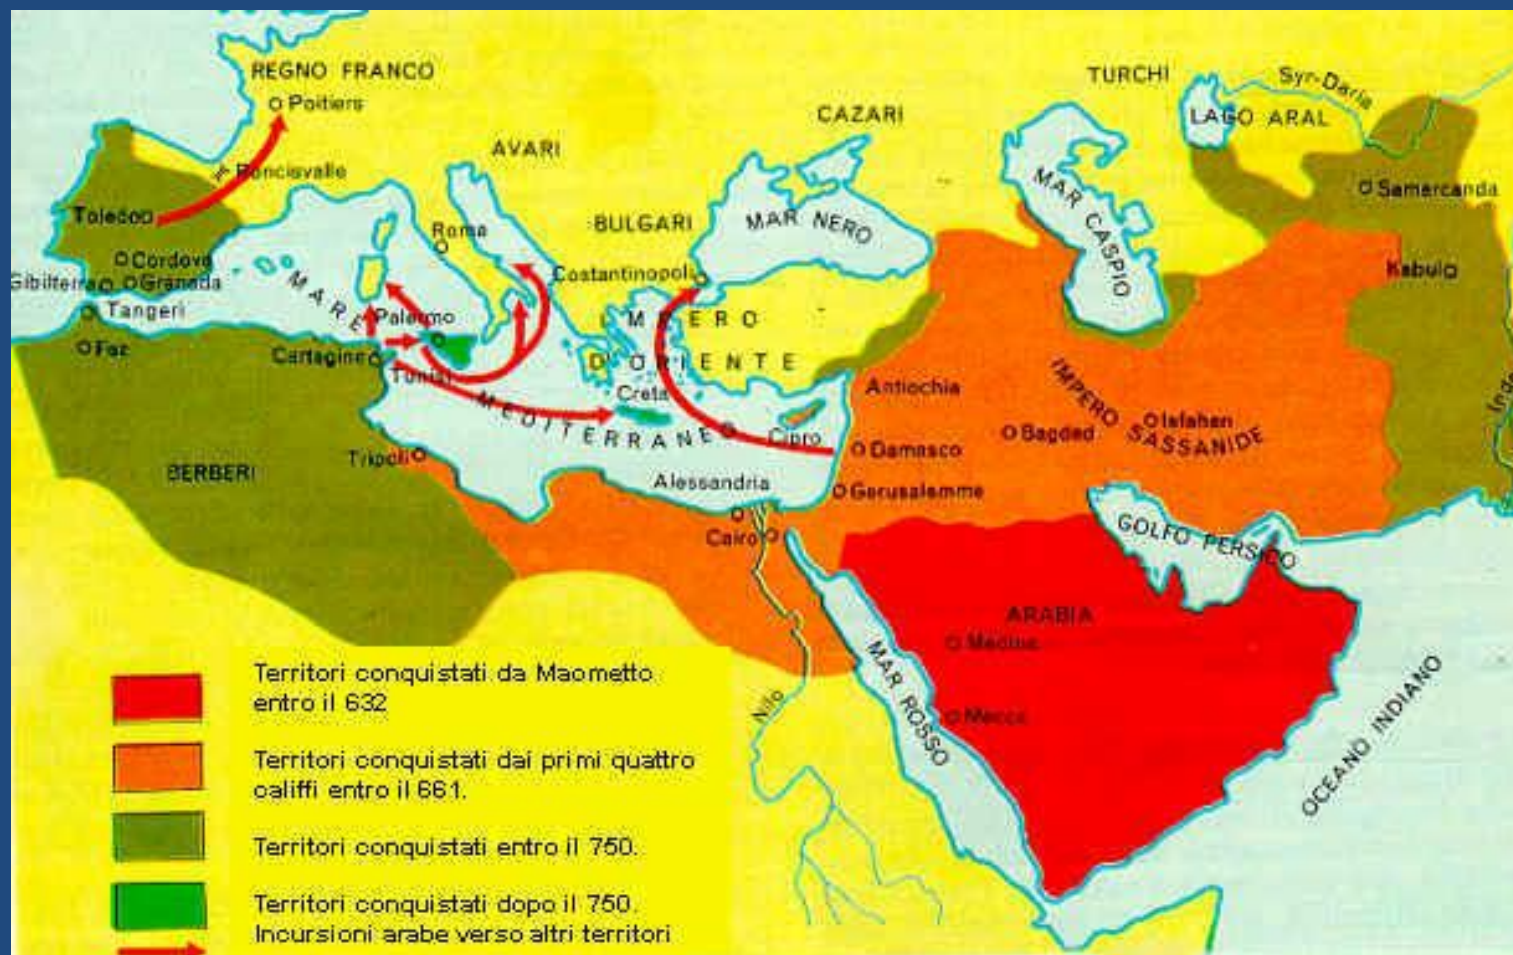 REGNO FRANCO
Poitiers
TURCHI
Syr-Daria
LAGO ARAL
CAZARI
AVARI
Roncisvalle
MAR CASPIO
Samarcanda
Toledo
Roma
BULGARI
MAR NERO
Cordova
Costantinopoli
Kabul
Gibilterra
Granada
Tangeri
MARE
Palermo
IMPERO
Fez
Cartagine
Tunisi
D'ORIENTE
Creta
Antiochia
IMPERO SASSANIDE
MEDITERRANEO
Cipro
Bagdad
Isfahan
Damasco
Tripoli
BERBERI
Alessandria
Gerusalemme
Cairo
GOLFO PERSICO
ARABIA
Medina
MAR ROSSO
Mecca
Nilo
OCEANO INDIANO
Territori conquistati da Maometto
entro il 632
Territori conquistati dai primi quattro
califfi entro il 661.
Territori conquistati entro il 750.
Territori conquistati dopo il 750.
Incursioni arabe verso altri territori